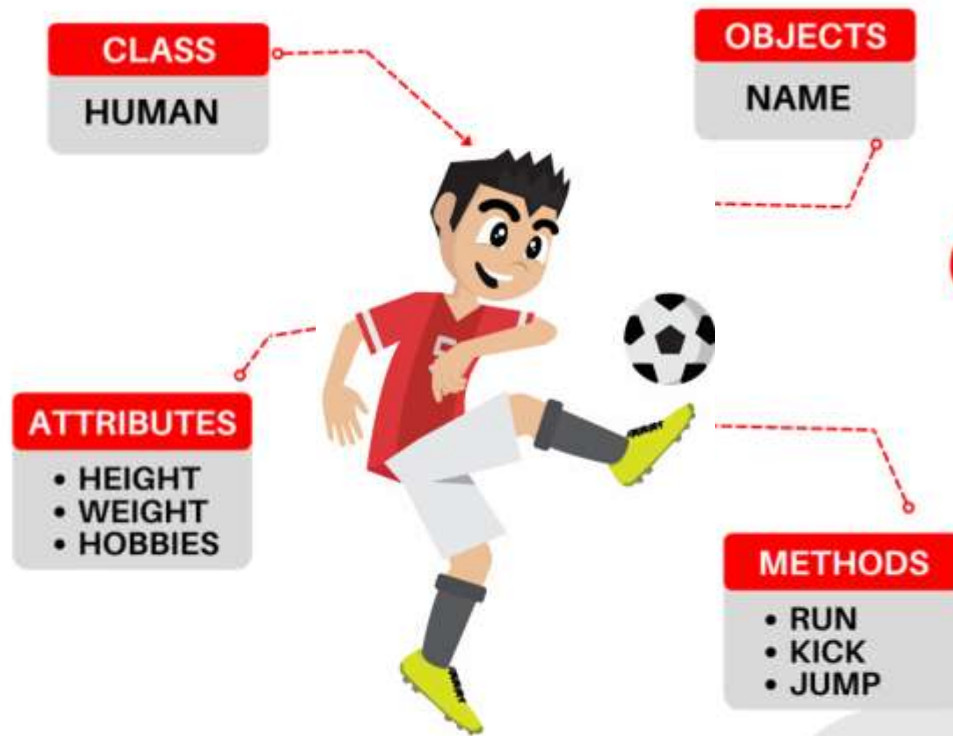 CLASS
HUMAN
OBJECTS
NAME
ATTRIBUTES
• HEIGHT
• WEIGHT
• HOBBIES
METHODS
• RUN
• KICK
• JUMP